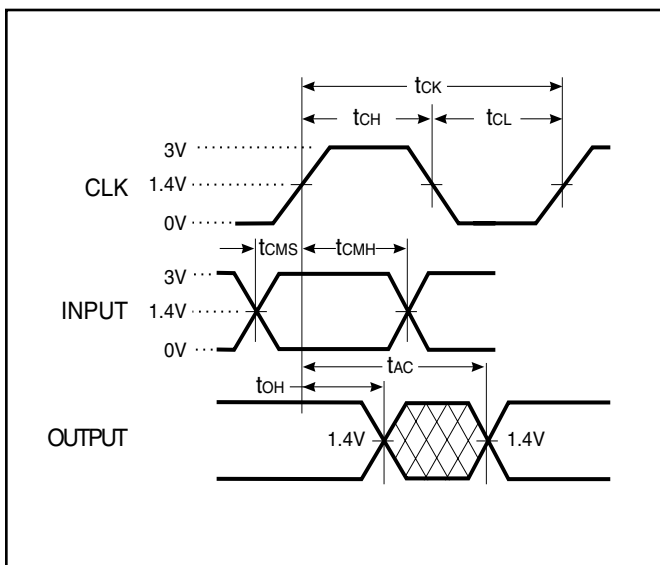 tCK
tCH tCL
3V
CLK 1.4V
0V
tCMS tCMH
3V
INPUT 1.4V
0V
tAC
tOH
OUTPUT 1.4V 1.4V